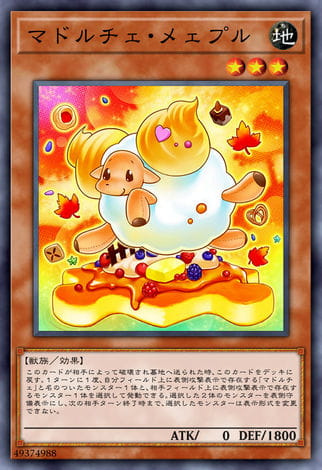 マドルチェ・メェプル
地
【獣族／効果】
このカードが相手によって破壊され墓地へ送られた時、このカードをデッキに
戻す。１ターンに１度、自分フィールド上に表側攻撃表示で存在する「マドルチ
ェ」と名のついたモンスター１体と、相手フィールド上に表側攻撃表示で存在す
るモンスター１体を選択して発動できる。選択した２体のモンスターを表側守
備表示にし、次の相手ターン終了時まで、選択したモンスターは表示形式を変更
できない。
ATK/ 0 DEF/1800
49374988